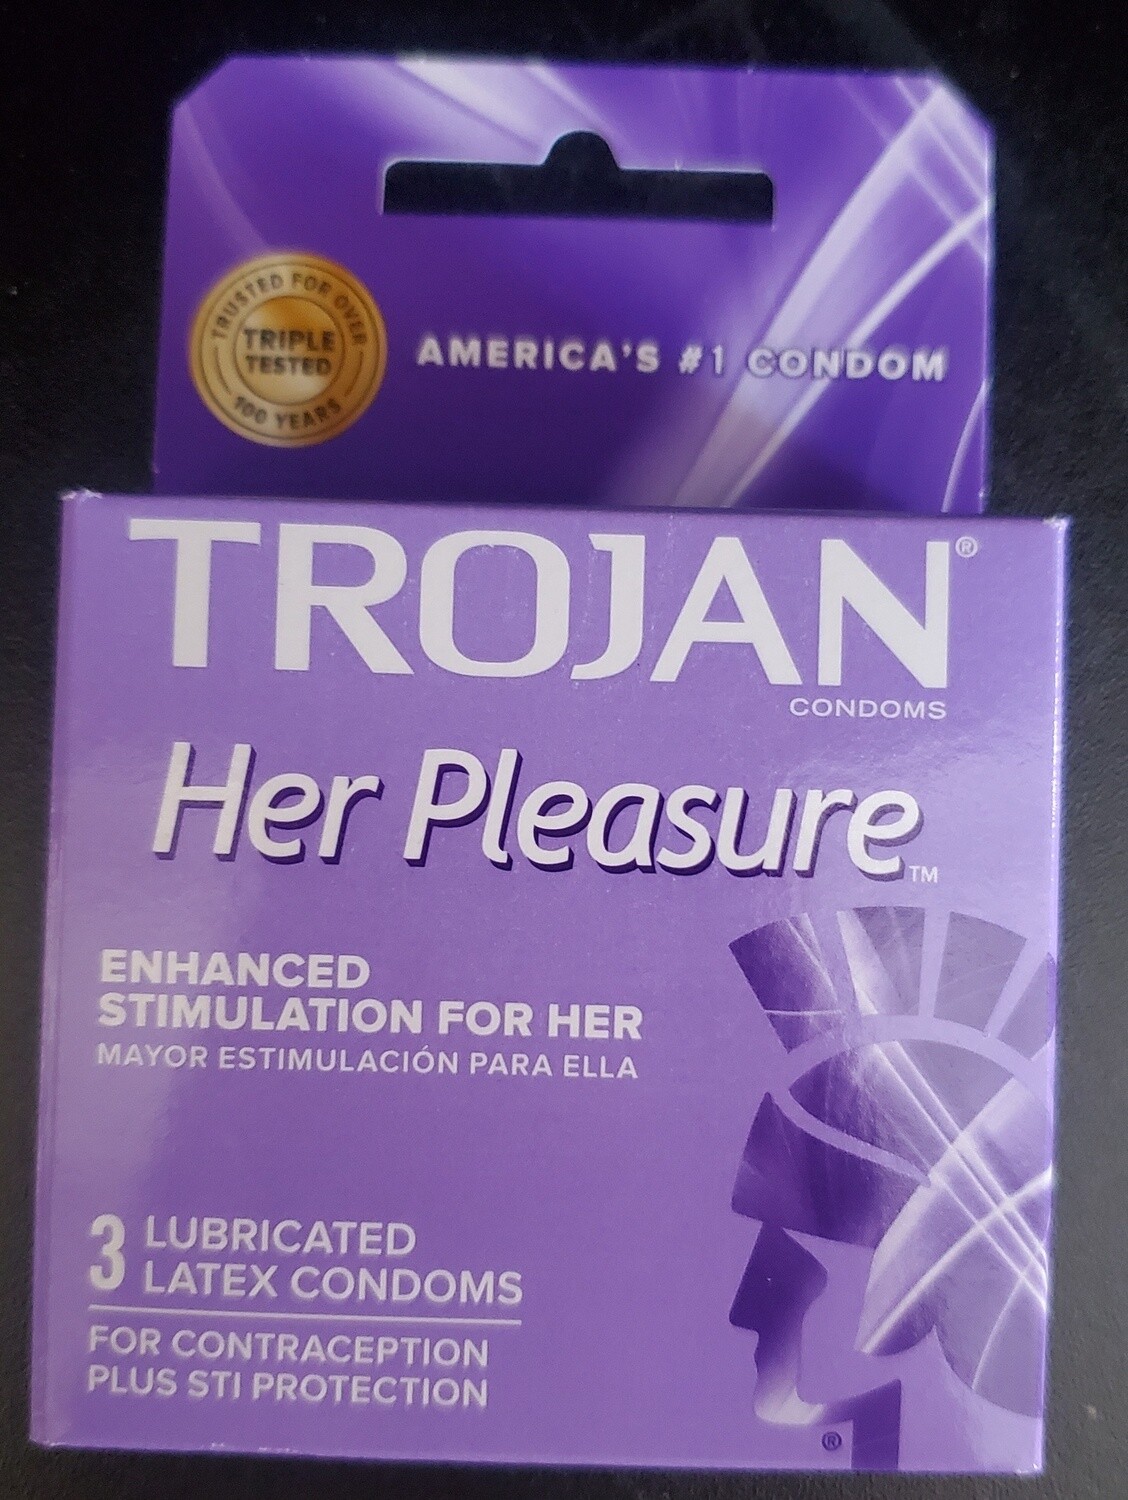 TRUSTED FOR OVER
TRIPLE
TESTED
100 YEARS
AMERICA'S #1 CONDOM
TROJAN®
CONDOMS
Her Pleasure™
ENHANCED
STIMULATION FOR HER
MAYOR ESTIMULACIÓN PARA ELLA
3 LUBRICATED
LATEX CONDOMS
FOR CONTRACEPTION
PLUS STI PROTECTION
®